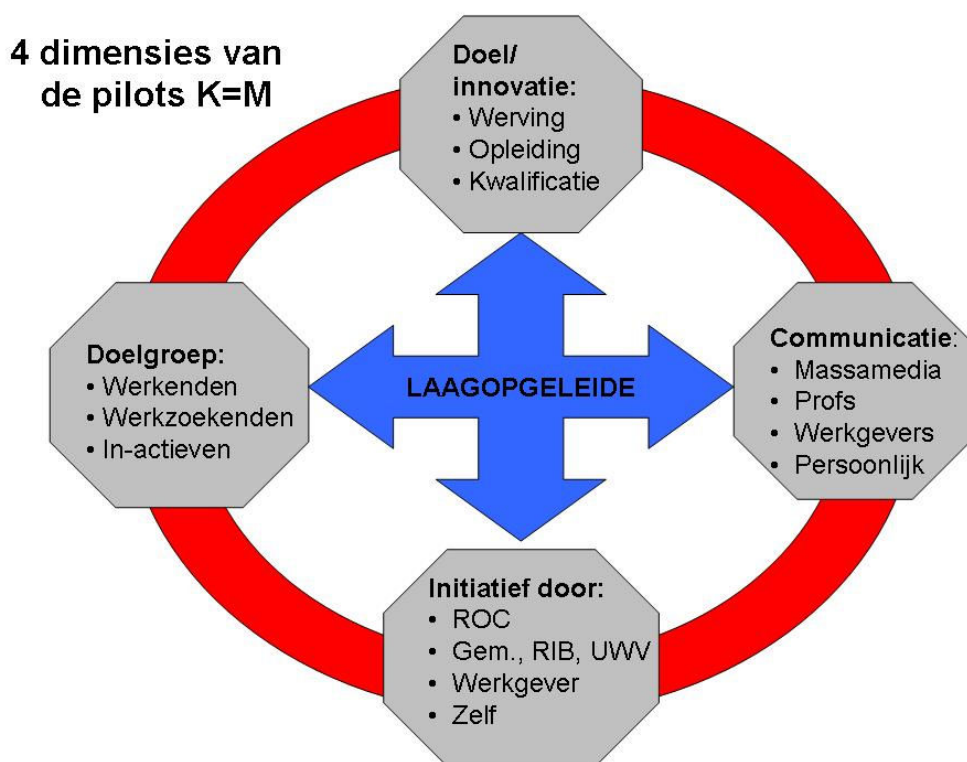 4 dimensies van
de pilots K=M
Doel/
innovatie:
• Werving
• Opleiding
• Kwalificatie
Doelgroep:
• Werkenden
• Werkzoekenden
• In-actieven
LAAGOPGELEIDE
Communicatie:
• Massamedia
• Profs
• Werkgevers
• Persoonlijk
Initiatief door:
• ROC
• Gem., RIB, UWV
• Werkgever
• Zelf